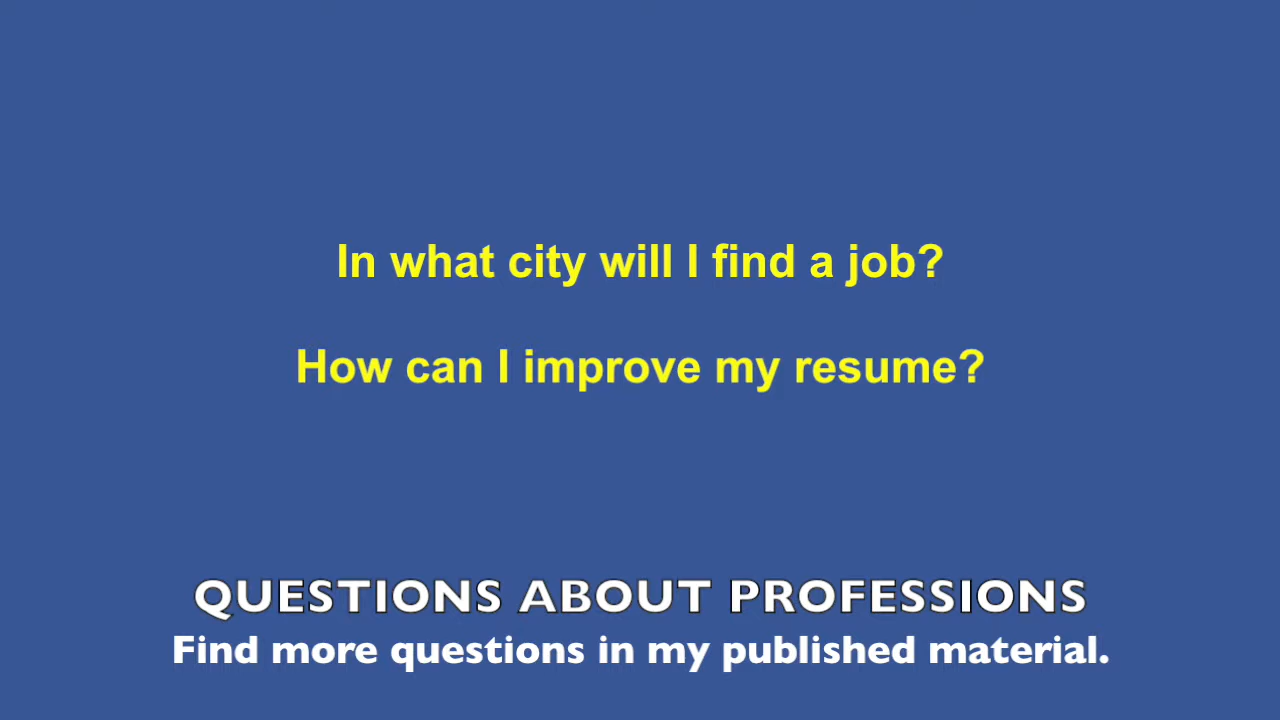 In what city will I find a job?
How can I improve my resume?
QUESTIONS ABOUT PROFESSIONS
Find more questions in my published material.